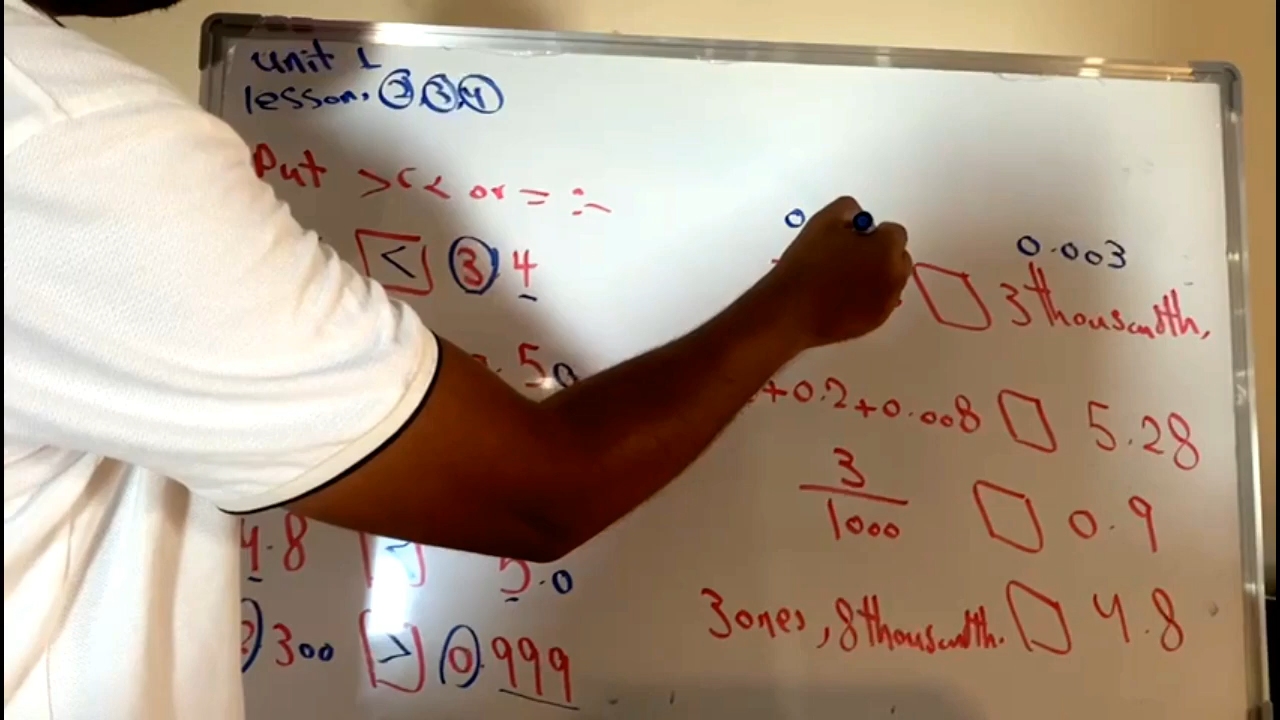 unit 1
lesson, 2, 3, 4
Put > < < or = :-
< 3 4
. 5 0
4.8 5.0
300 > 0.999
0. 0.003
3 thousandth,
+0.2+0.008 5.28
3
1000 0.9
3 ones, 8 thousandth. 4.8